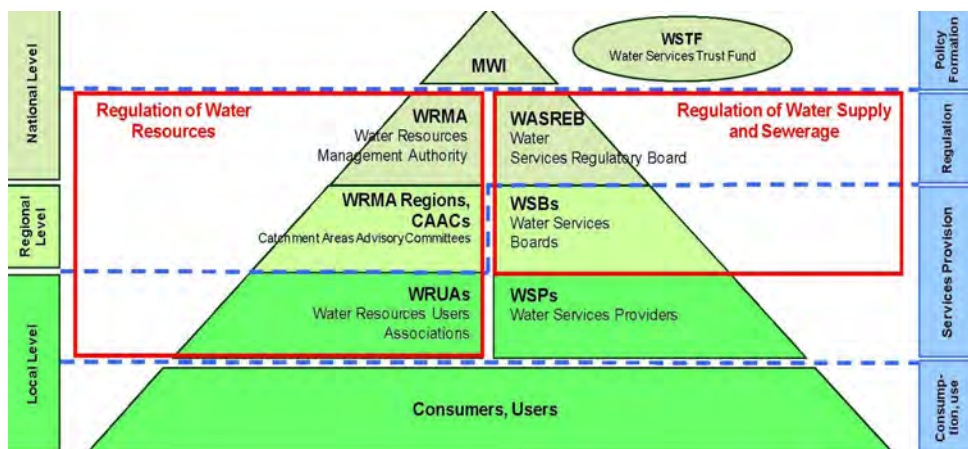 National Level
Regional
Level
Local Level
MWI
WSTF
Water Services Trust Fund
Regulation of Water
Resources
WRMA
Water Resources
Management Authority
WASREB
Water
Services Regulatory Board
Regulation of Water Supply
and Sewerage
WRMA Regions,
CAACs
Catchment Areas Advisory Committees
WSBs
Water Services
Boards
WRUAs
Water Resources Users
Associations
WSPs
Water Services Providers
Consumers, Users
Policy
Formation
Regulation
Services Provision
Consump-
tion, use